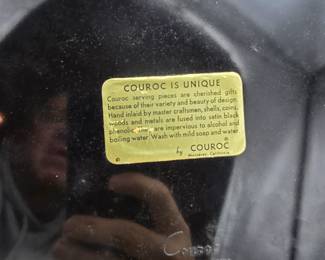 COUROC IS UNIQUE
Couroc serving pieces are cherished gifts
because of their variety and beauty of design.
Hand inlaid by master craftsmen, shells, coins,
woods and metals are fused into satin black
phenolic are impervious to alcohol and
boiling water. Wash with mild soap and water.
by COUROC
®
Monterey, California
©
Couroc